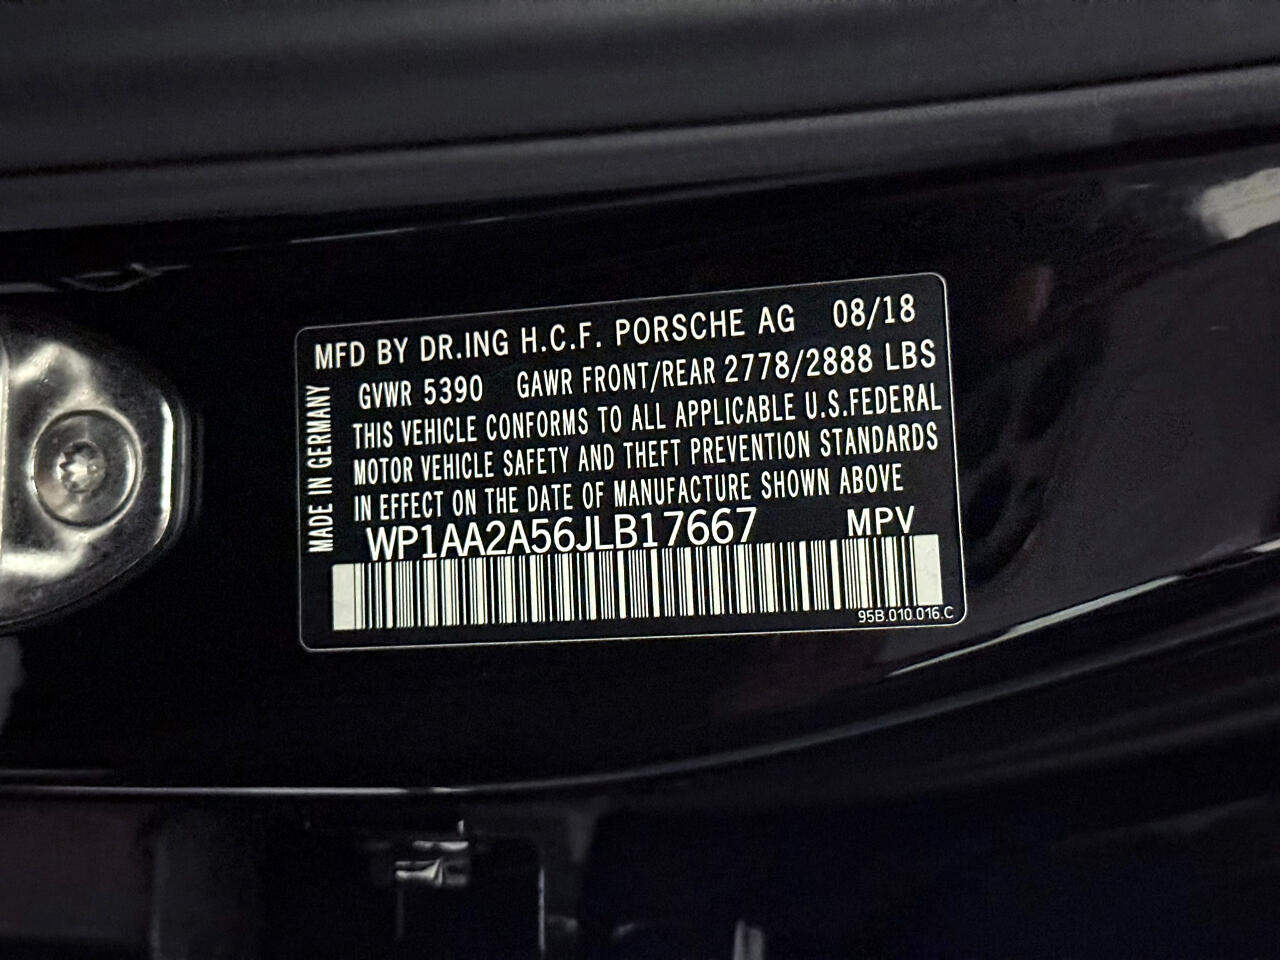 MFD BY DR.ING H.C.F. PORSCHE AG 08/18
GVWR 5390 GAWR FRONT/REAR 2778/2888 LBS
THIS VEHICLE CONFORMS TO ALL APPLICABLE U.S.FEDERAL
MOTOR VEHICLE SAFETY AND THEFT PREVENTION STANDARDS
IN EFFECT ON THE DATE OF MANUFACTURE SHOWN ABOVE
WP1AA2A56JLB17667 MPV
95B.010.016.C
MADE IN GERMANY